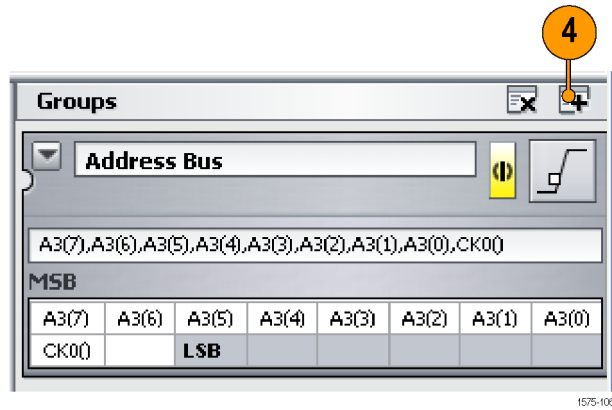 4
Groups
Address Bus
A3(7),A3(6),A3(5),A3(4),A3(3),A3(2),A3(1),A3(0),CK0()
MSB
A3(7) A3(6) A3(5) A3(4) A3(3) A3(2) A3(1) A3(0)
CK0() LSB
1575-106